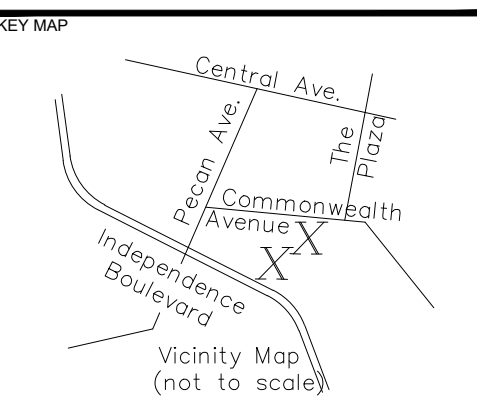 KEY MAP
Central Ave.
Pecan Ave.
The
Plaza
Commonwealth
Avenue
X
X
Independence
Boulevard
Vicinity Map
(not to scale)